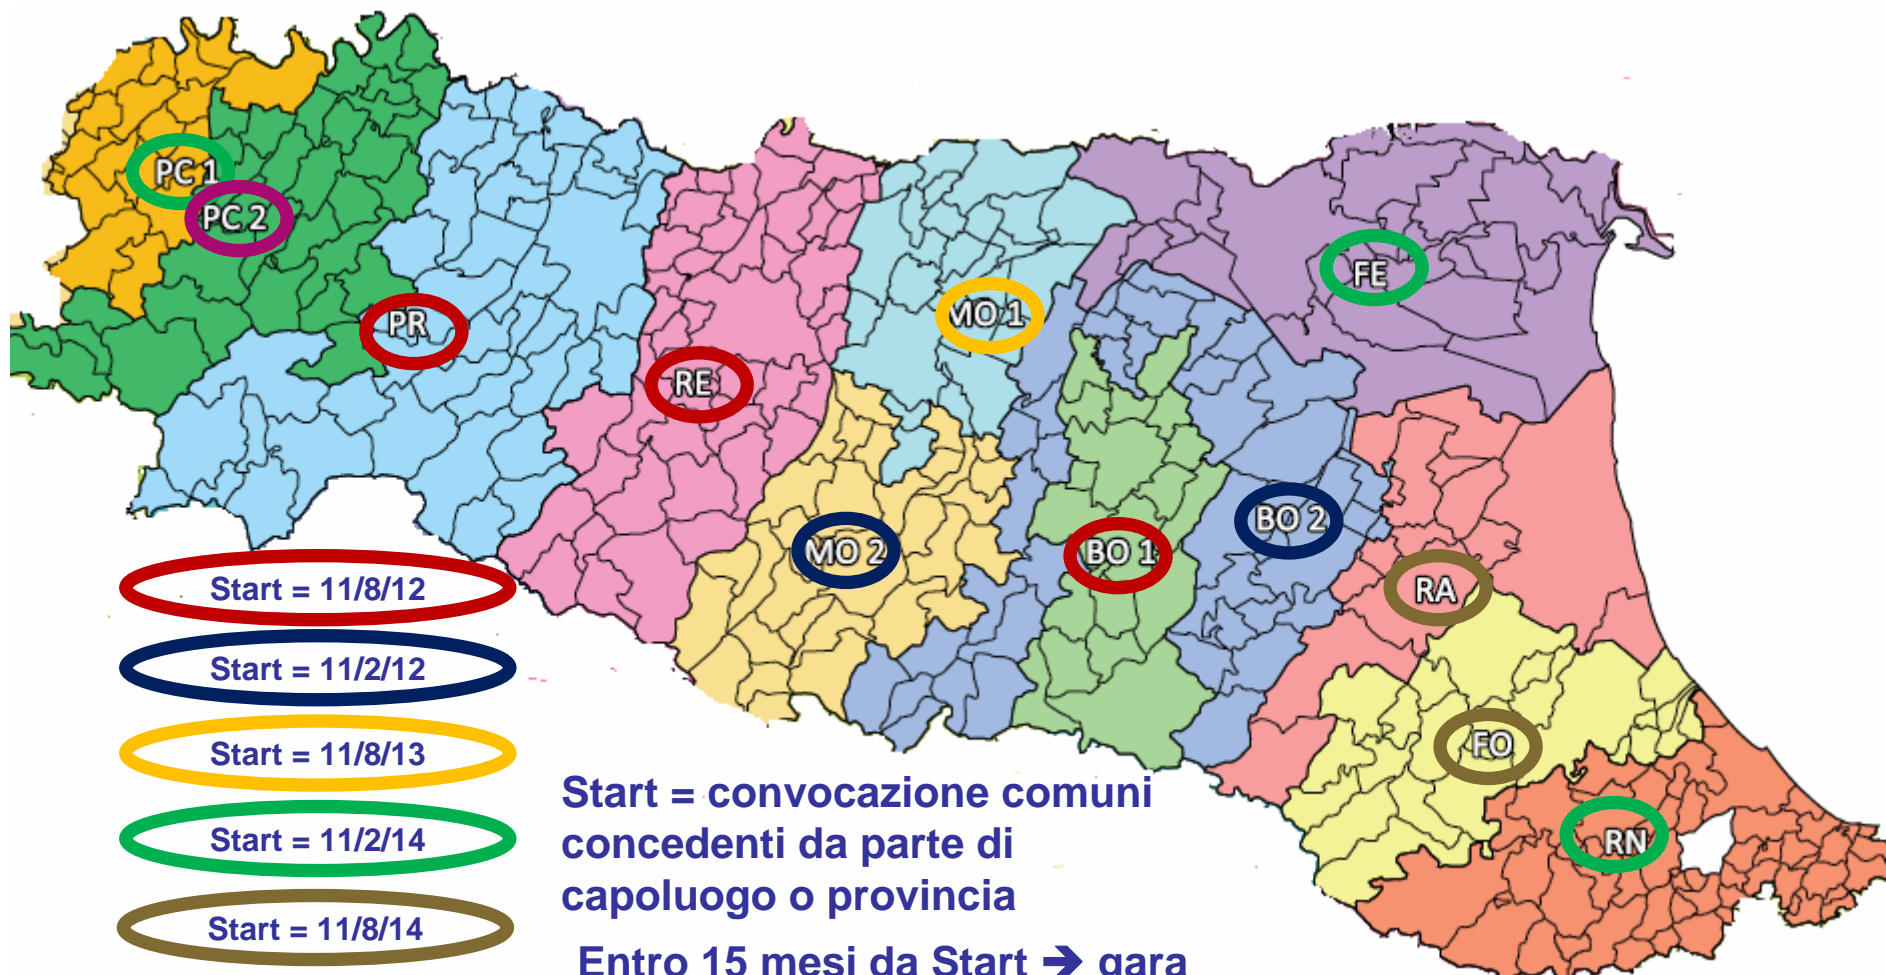 PC 1
PC 2
PR
RE
MO 1
FE
MO 2
BO 1
BO 2
RA
FO
RN
Start = 11/8/12
Start = 11/2/12
Start = 11/8/13
Start = 11/2/14
Start = 11/8/14
Start = convocazione comuni
concedenti da parte di
capoluogo o provincia
Entro 15 mesi da Start ➔ gara